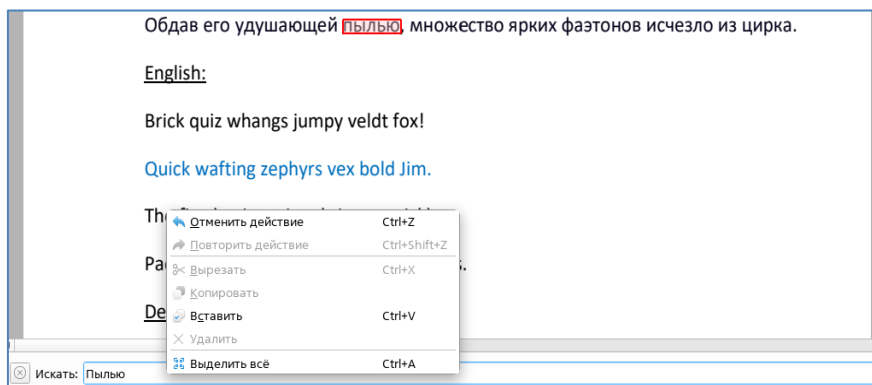 Обдав его удушающей пылью, множество ярких фаэтонов исчезло из цирка.
English:
Brick quiz whangs jumpy veldt fox!
Quick wafting zephyrs vex bold Jim.
Отменить действие Ctrl+Z
Повторить действие Ctrl+Shift+Z
Вырезать Ctrl+X
Копировать
Вставить Ctrl+V
Удалить
Выделить всё Ctrl+A
Искать: Пылью